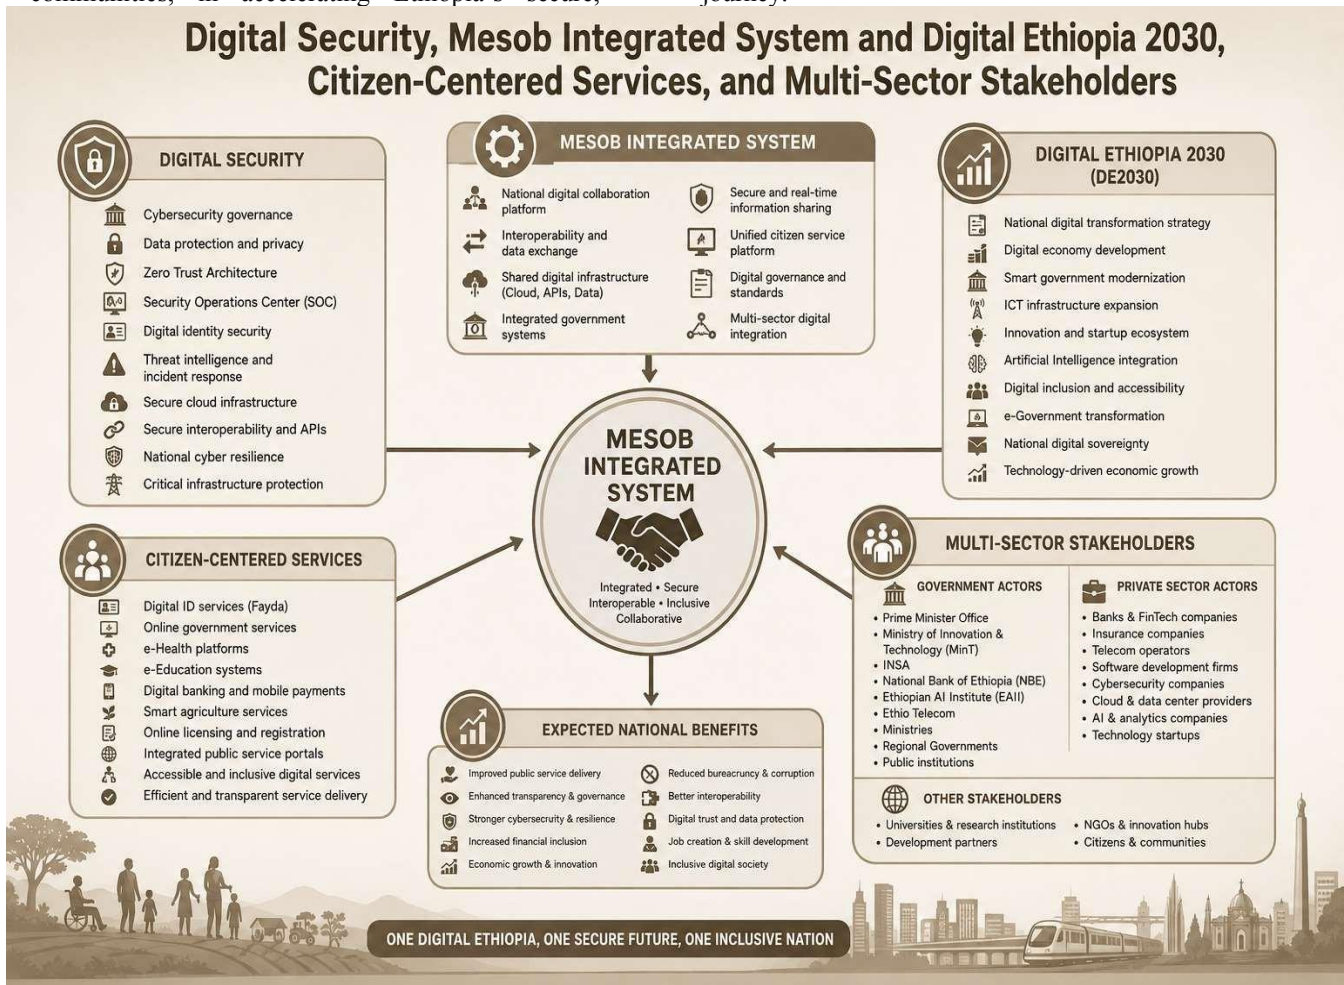 communities, in accelerating Ethiopia's secure, journey.
Digital Security, Mesob Integrated System and Digital Ethiopia 2030,
Citizen-Centered Services, and Multi-Sector Stakeholders
DIGITAL SECURITY
Cybersecurity governance
Data protection and privacy
Zero Trust Architecture
Security Operations Center (SOC)
Digital identity security
Threat intelligence and
incident response
Secure cloud infrastructure
Secure interoperability and APIs
National cyber resilience
Critical infrastructure protection
MESOB INTEGRATED SYSTEM
National digital collaboration
platform
Interoperability and
data exchange
Shared digital infrastructure
(Cloud, APIs, Data)
Integrated government
systems
Secure and real-time
information sharing
Unified citizen service
platform
Digital governance and
standards
Multi-sector digital
integration
DIGITAL ETHIOPIA 2030
(DE2030)
National digital transformation strategy
Digital economy development
Smart government modernization
ICT infrastructure expansion
Innovation and startup ecosystem
Artificial Intelligence integration
Digital inclusion and accessibility
e-Government transformation
National digital sovereignty
Technology-driven economic growth
MESOB
INTEGRATED
SYSTEM
Integrated • Secure
Interoperable • Inclusive
Collaborative
CITIZEN-CENTERED SERVICES
Digital ID services (Fayda)
Online government services
e-Health platforms
e-Education systems
Digital banking and mobile payments
Smart agriculture services
Online licensing and registration
Integrated public service portals
Accessible and inclusive digital services
Efficient and transparent service delivery
MULTI-SECTOR STAKEHOLDERS
GOVERNMENT ACTORS
• Prime Minister Office
• Ministry of Innovation &
Technology (MinT)
• INSA
• National Bank of Ethiopia (NBE)
• Ethiopian AI Institute (EAII)
• Ethio Telecom
• Ministries
• Regional Governments
• Public institutions
PRIVATE SECTOR ACTORS
• Banks & FinTech companies
• Insurance companies
• Telecom operators
• Software development firms
• Cybersecurity companies
• Cloud & data center providers
• AI & analytics companies
• Technology startups
OTHER STAKEHOLDERS
• Universities & research institutions
• Development partners
• NGOs & innovation hubs
• Citizens & communities
EXPECTED NATIONAL BENEFITS
Improved public service delivery
Enhanced transparency & governance
Stronger cybersecruity & resilience
Increased financial inclusion
Economic growth & innovation
Reduced bureacruncy & corruption
Better interoperability
Digital trust and data protection
Job creation & skill development
Inclusive digital society
ONE DIGITAL ETHIOPIA, ONE SECURE FUTURE, ONE INCLUSIVE NATION